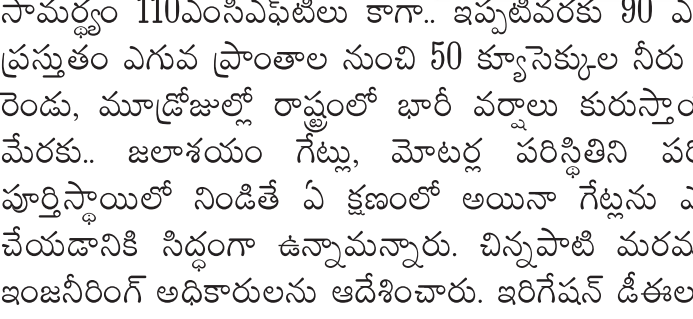 సామర్థ్యం 110ఎంసీఎఫ్‌టీలు కాగా.. ఇప్పటివరకు 90 ఎ
ప్రస్తుతం ఎగువ ప్రాంతాల నుంచి 50 క్యూసెక్కుల నీరు
రెండు, మూడ్రోజుల్లో రాష్ట్రంలో భారీ వర్షాలు కురుస్తాం
మేరకు.. జలాశయం గేట్లు, మోటర్ల పరిస్థితిని పరి
పూర్తిస్థాయిలో నిండితే ఏ క్షణంలో అయినా గేట్లను ఎ
చేయడానికి సిద్ధంగా ఉన్నామన్నారు. చిన్నపాటి మరమ
ఇంజనీరింగ్ అధికారులను ఆదేశించారు. ఇరిగేషన్ డీఈల